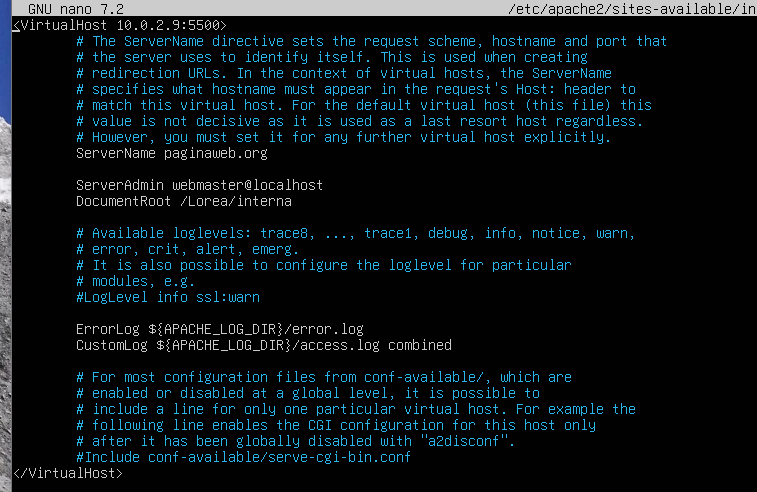 GNU nano 7.2 /etc/apache2/sites-available/in
<VirtualHost 10.0.2.9:5500>
# The ServerName directive sets the request scheme, hostname and port that
# the server uses to identify itself. This is used when creating
# redirection URLs. In the context of virtual hosts, the ServerName
# specifies what hostname must appear in the request's Host: header to
# match this virtual host. For the default virtual host (this file) this
# value is not decisive as it is used as a last resort host regardless.
# However, you must set it for any further virtual host explicitly.
ServerName paginaweb.org
ServerAdmin webmaster@localhost
DocumentRoot /Lorea/interna
# Available loglevels: trace8, ..., trace1, debug, info, notice, warn,
# error, crit, alert, emerg.
# It is also possible to configure the loglevel for particular
# modules, e.g.
#LogLevel info ssl:warn
ErrorLog ${APACHE_LOG_DIR}/error.log
CustomLog ${APACHE_LOG_DIR}/access.log combined
# For most configuration files from conf-available/, which are
# enabled or disabled at a global level, it is possible to
# include a line for only one particular virtual host. For example the
# following line enables the CGI configuration for this host only
# after it has been globally disabled with "a2disconf".
#Include conf-available/serve-cgi-bin.conf
</VirtualHost>